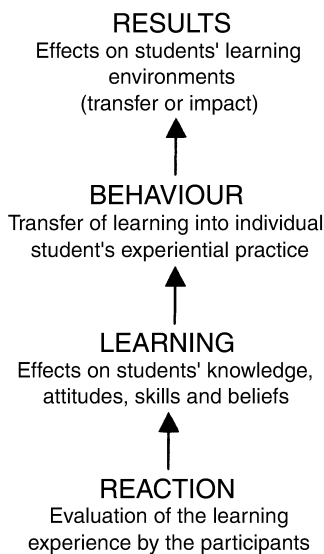 RESULTS
Effects on students' learning
environments
(transfer or impact)
BEHAVIOUR
Transfer of learning into individual
student's experiential practice
LEARNING
Effects on students' knowledge,
attitudes, skills and beliefs
REACTION
Evaluation of the learning
experience by the participants